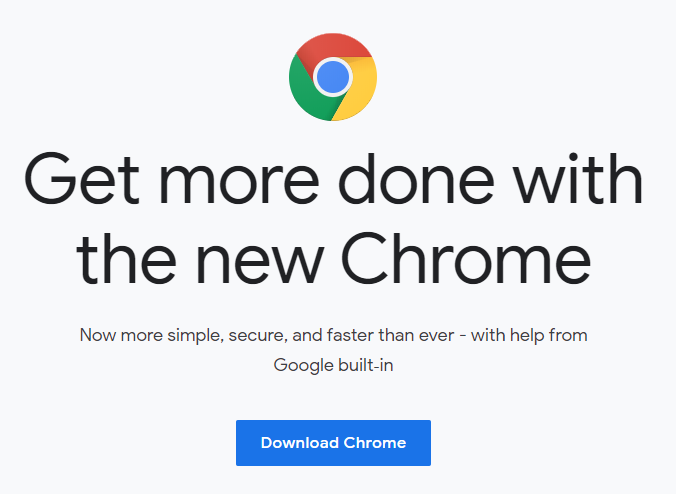 Get more done with
the new Chrome
Now more simple, secure, and faster than ever - with help from
Google built-in
Download Chrome